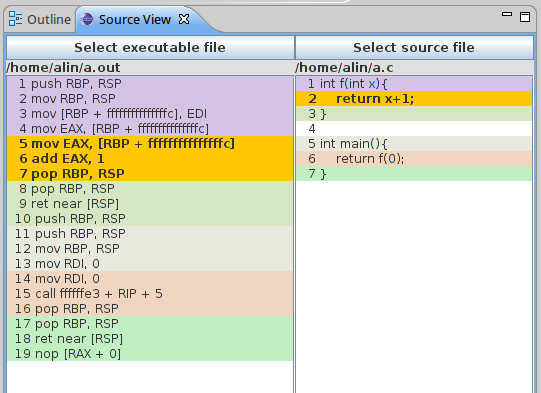 Outline Source View
Select executable file
/home/alin/a.out
1 push RBP, RSP
2 mov RBP, RSP
3 mov [RBP + fffffffffffffffc], EDI
4 mov EAX, [RBP + fffffffffffffffc]
5 mov EAX, [RBP + fffffffffffffffc]
6 add EAX, 1
7 pop RBP, RSP
8 pop RBP, RSP
9 ret near [RSP]
10 push RBP, RSP
11 push RBP, RSP
12 mov RBP, RSP
13 mov RDI, 0
14 mov RDI, 0
15 call ffffffe3 + RIP + 5
16 pop RBP, RSP
17 pop RBP, RSP
18 ret near [RSP]
19 nop [RAX + 0]
Select source file
/home/alin/a.c
1 int f(int x){
2 return x+1;
3 }
4
5 int main(){
6 return f(0);
7 }